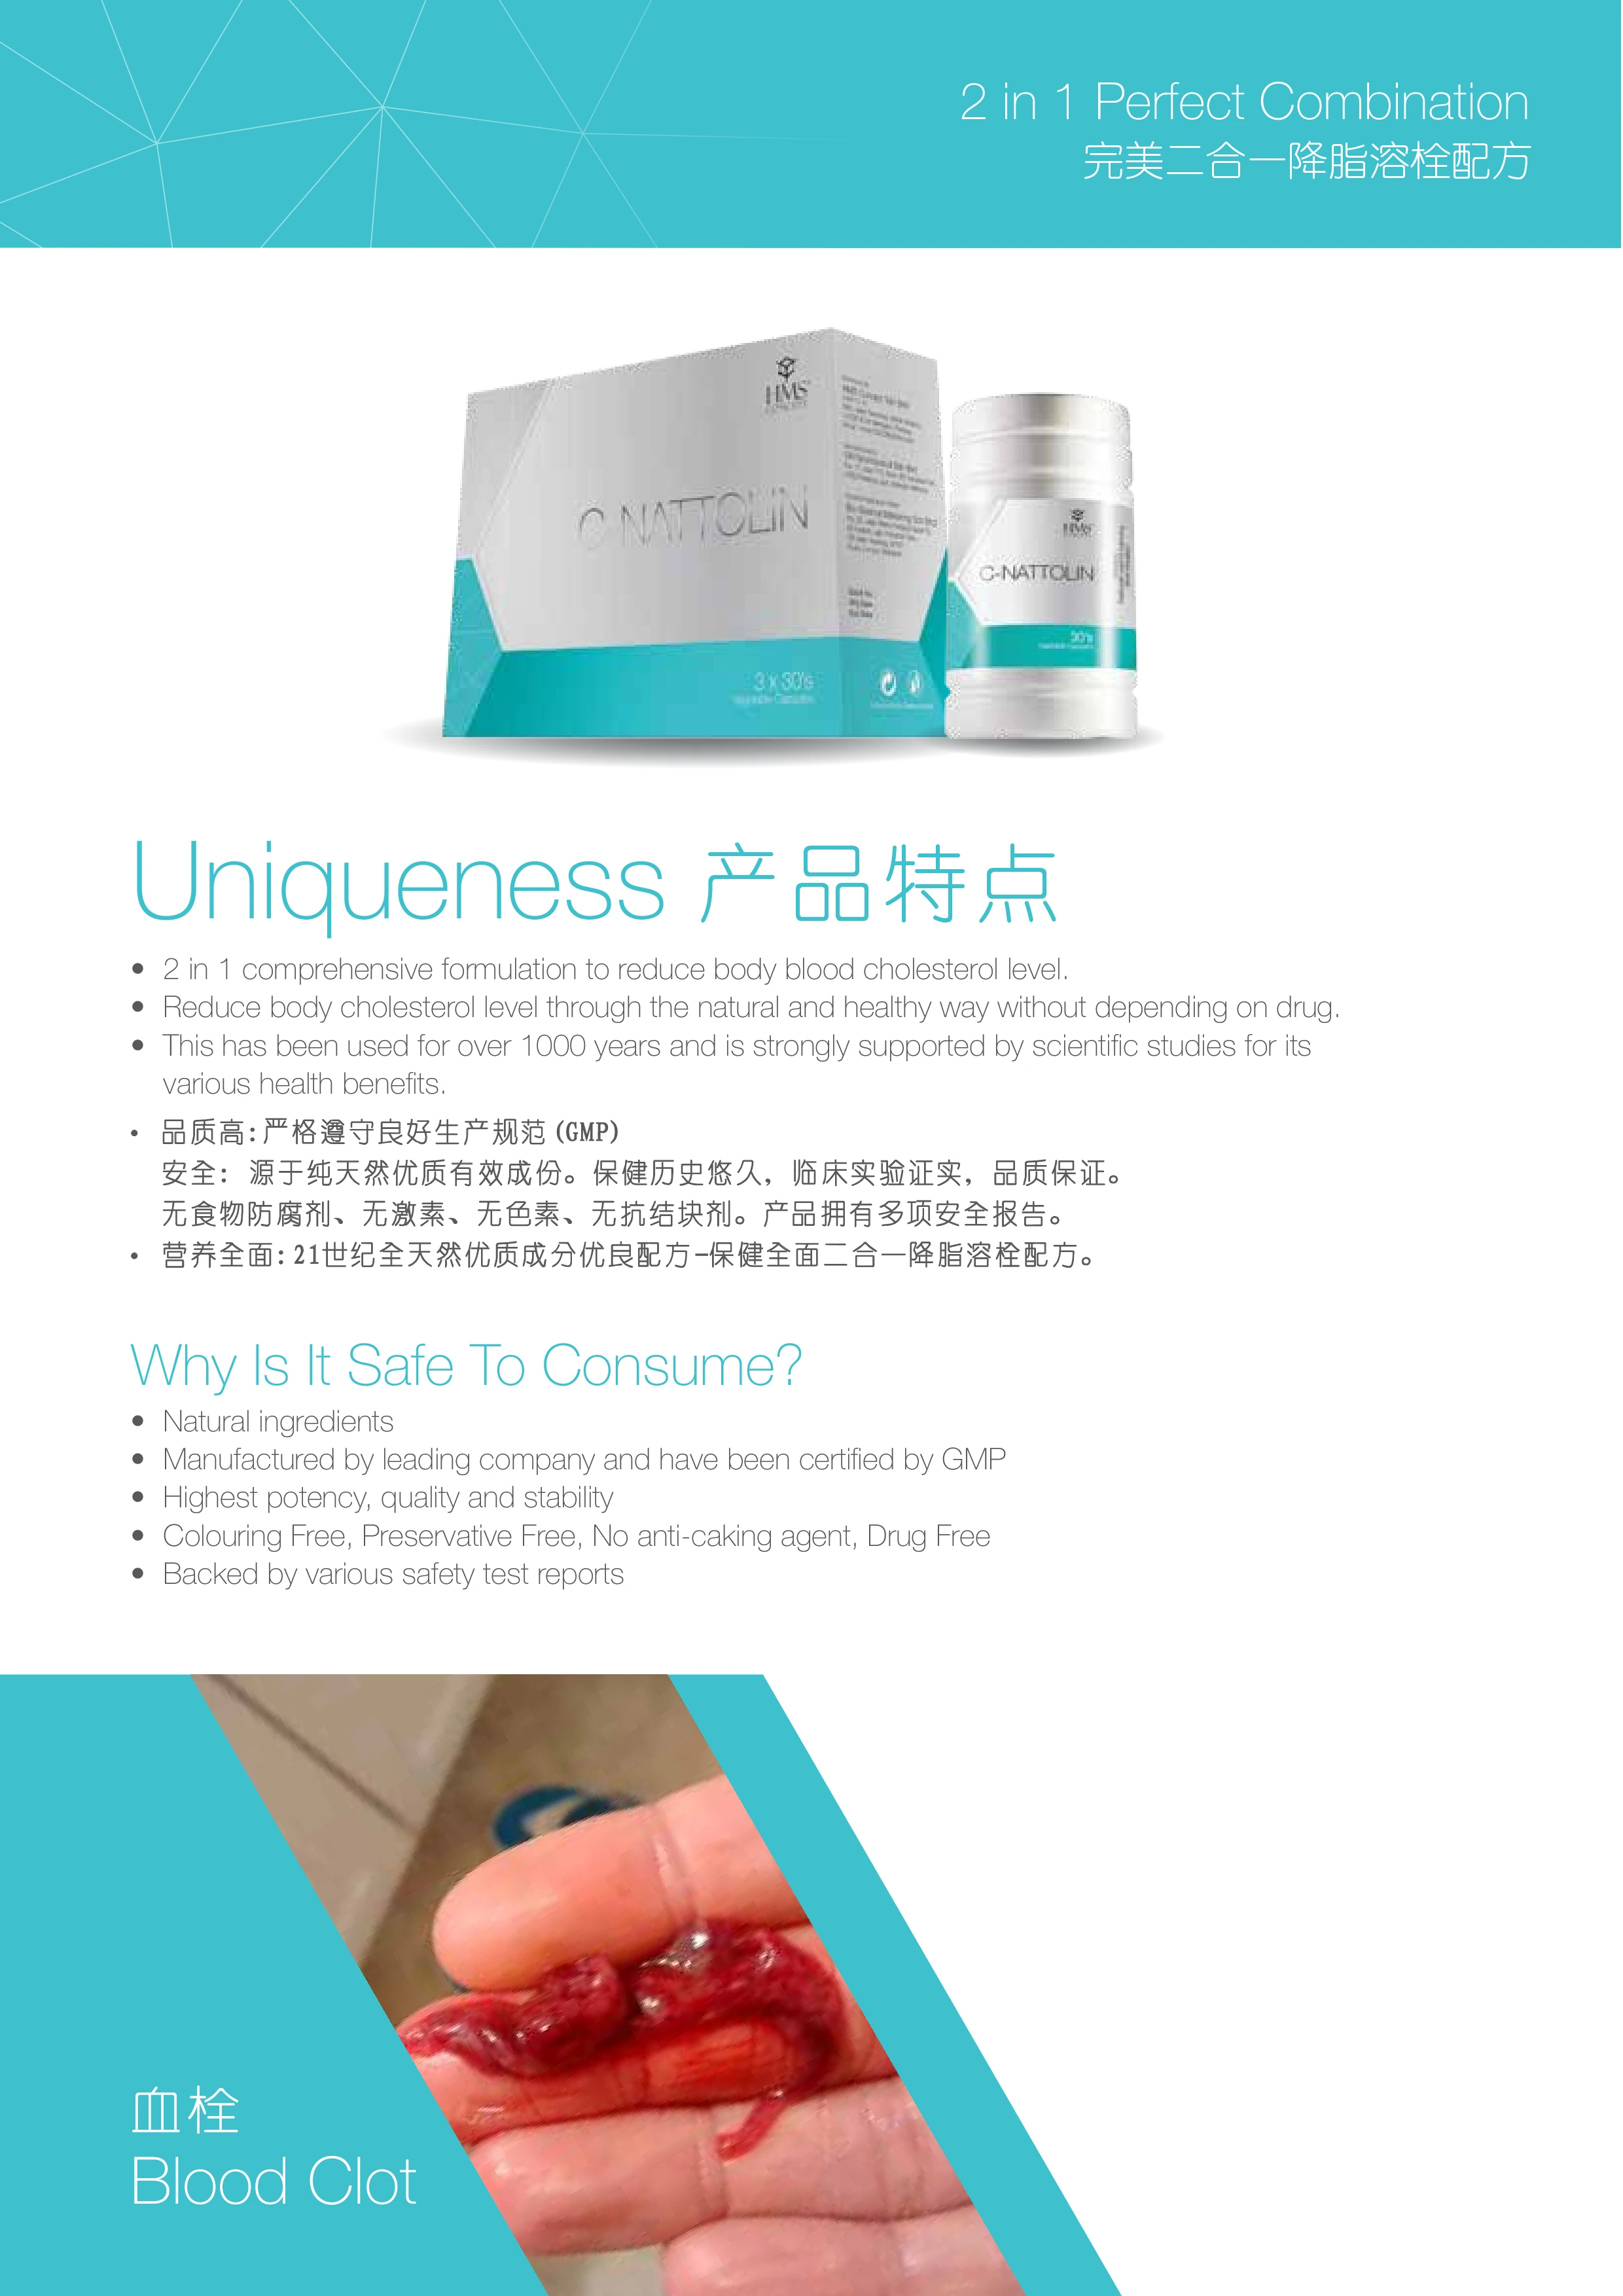 2 in 1 Perfect Combination
完美二合一降脂溶栓配方
HMS
C-NATTOLIN
3 x 30's
Vegetable Capsules
HMS
C-NATTOLIN
30's
Uniqueness 产品特点
• 2 in 1 comprehensive formulation to reduce body blood cholesterol level.
• Reduce body cholesterol level through the natural and healthy way without depending on drug.
• This has been used for over 1000 years and is strongly supported by scientific studies for its
various health benefits.
• 品质高:严格遵守良好生产规范 (GMP)
安全: 源于纯天然优质有效成份。保健历史悠久, 临床实验证实, 品质保证。
无食物防腐剂、无激素、无色素、无抗结块剂。产品拥有多项安全报告。
• 营养全面:21世纪全天然优质成分优良配方-保健全面二合一降脂溶栓配方。
Why Is It Safe To Consume?
• Natural ingredients
• Manufactured by leading company and have been certified by GMP
• Highest potency, quality and stability
• Colouring Free, Preservative Free, No anti-caking agent, Drug Free
• Backed by various safety test reports
血栓
Blood Clot